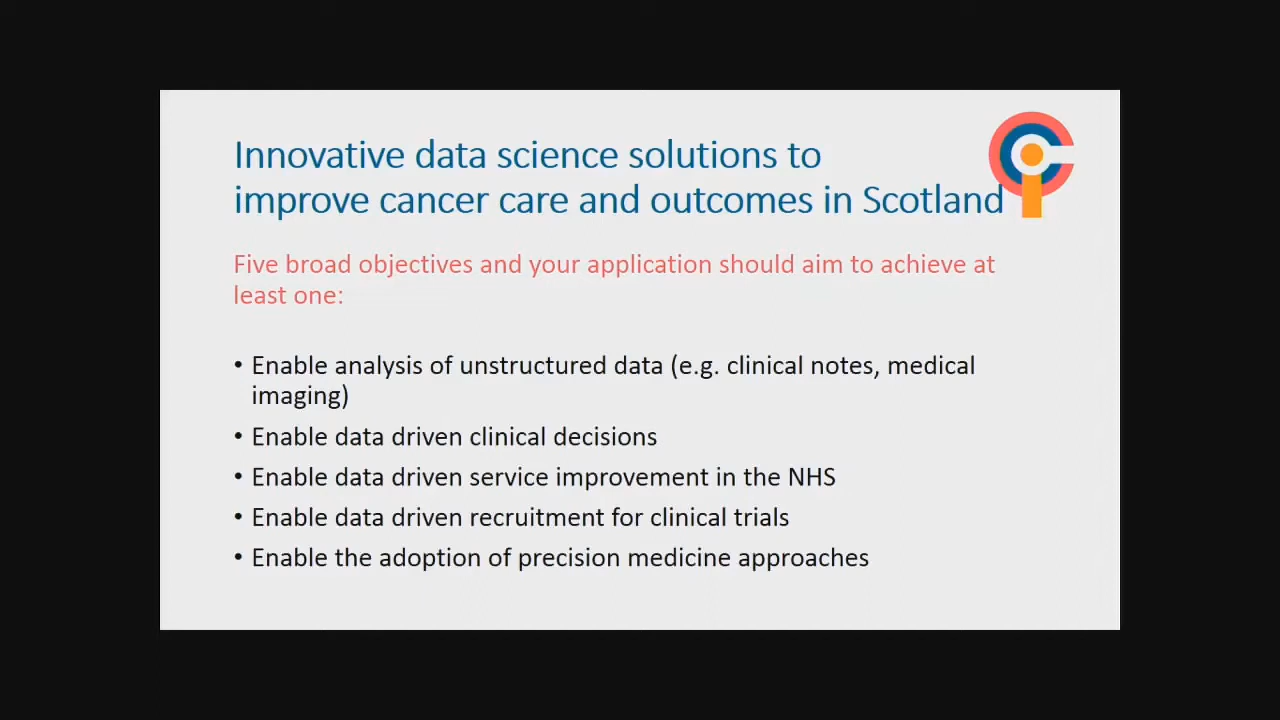 Innovative data science solutions to
improve cancer care and outcomes in Scotland
Five broad objectives and your application should aim to achieve at
least one:
• Enable analysis of unstructured data (e.g. clinical notes, medical
imaging)
• Enable data driven clinical decisions
• Enable data driven service improvement in the NHS
• Enable data driven recruitment for clinical trials
• Enable the adoption of precision medicine approaches